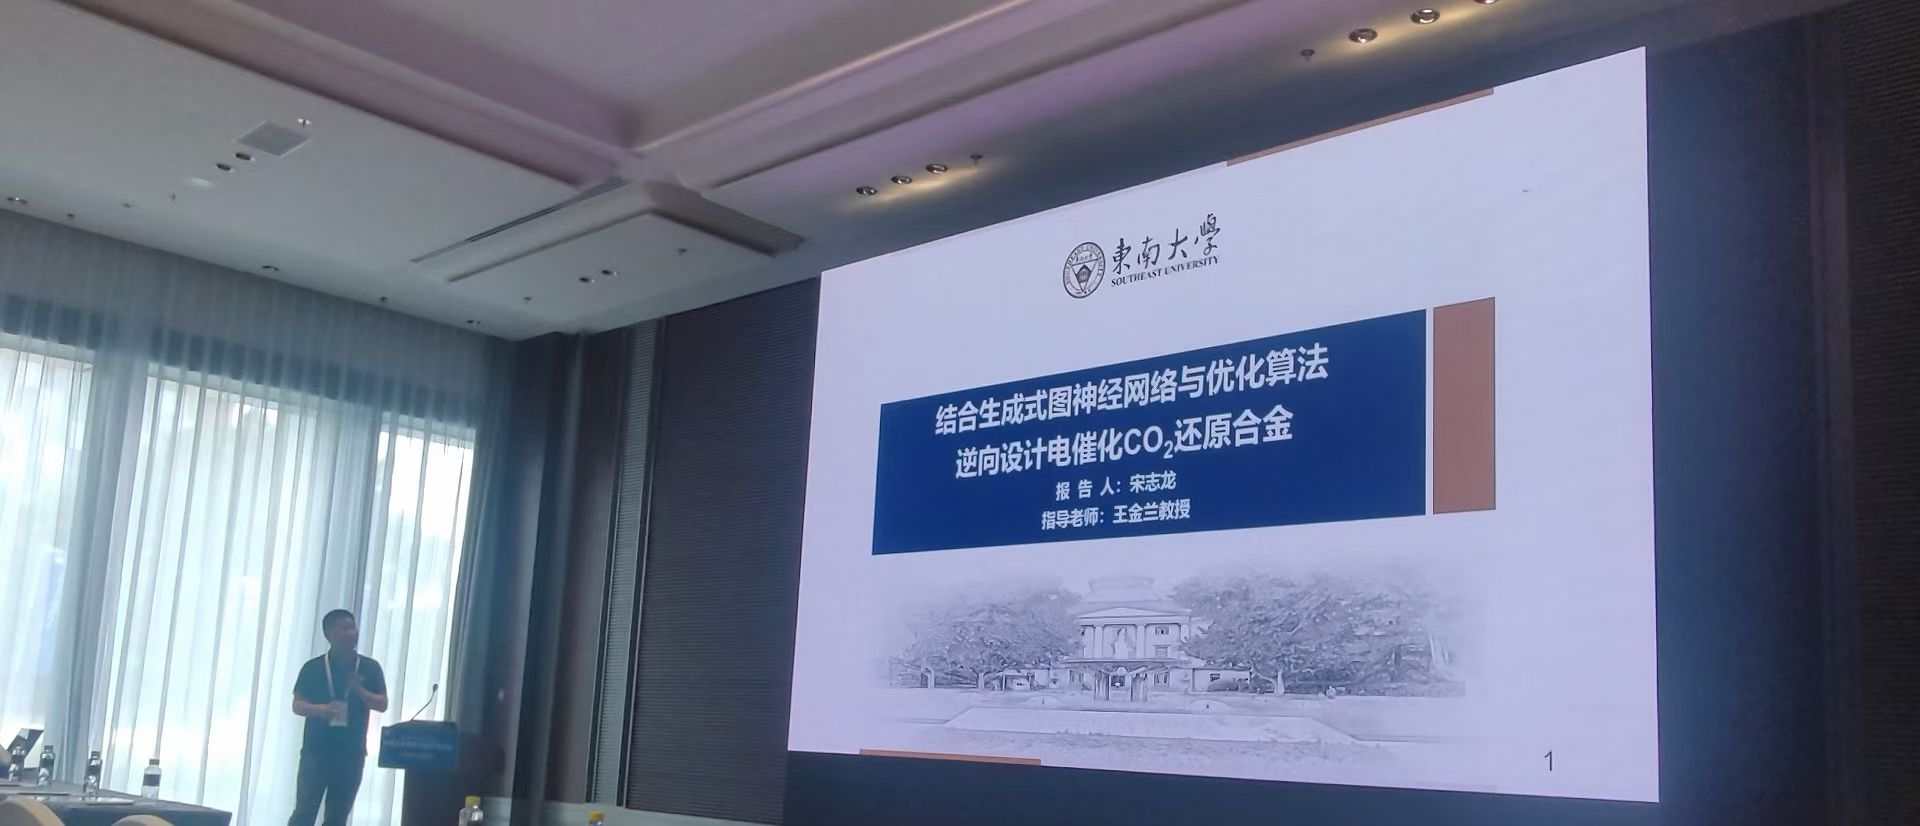 東南大學
SOUTHEAST UNIVERSITY
结合生成式图神经网络与优化算法
逆向设计电催化CO₂还原合金
报 告 人：宋志龙
指导老师：王金兰教授
1